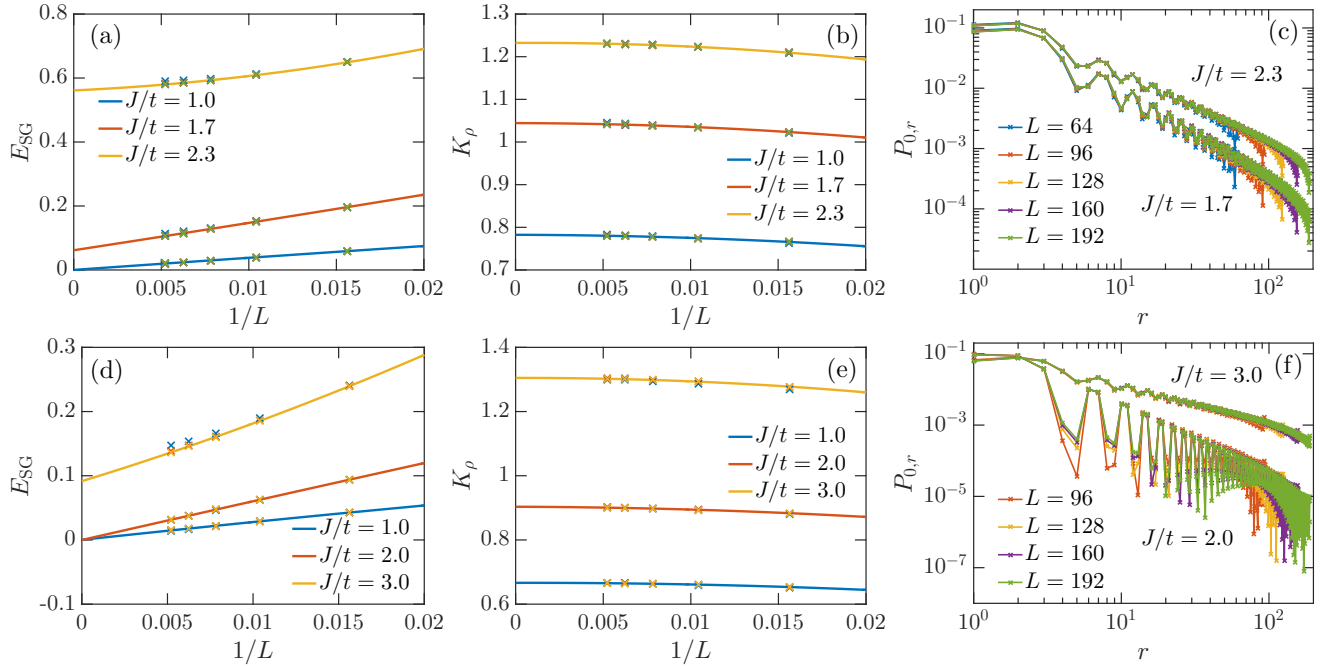 (a)
0.8
0.6
0.4
0.2
0
E_SG
J/t = 1.0
J/t = 1.7
J/t = 2.3
0 0.005 0.01 0.015 0.02
1/L
(b)
1.3
1.2
1.1
1.0
0.9
0.8
0.7
K_ρ
J/t = 1.0
J/t = 1.7
J/t = 2.3
0 0.005 0.01 0.015 0.02
1/L
(c)
10^-1
10^-2
10^-3
10^-4
P_0,r
J/t = 2.3
L = 64
L = 96
L = 128
L = 160
L = 192
J/t = 1.7
10^0 10^1 10^2
r
(d)
0.3
0.2
0.1
0
-0.1
E_SG
J/t = 1.0
J/t = 2.0
J/t = 3.0
0 0.005 0.01 0.015 0.02
1/L
(e)
1.4
1.2
1.0
0.8
0.6
K_ρ
J/t = 1.0
J/t = 2.0
J/t = 3.0
0 0.005 0.01 0.015 0.02
1/L
(f)
10^-1
10^-3
10^-5
10^-7
P_0,r
J/t = 3.0
L = 96
L = 128
L = 160
L = 192
J/t = 2.0
10^0 10^1 10^2
r